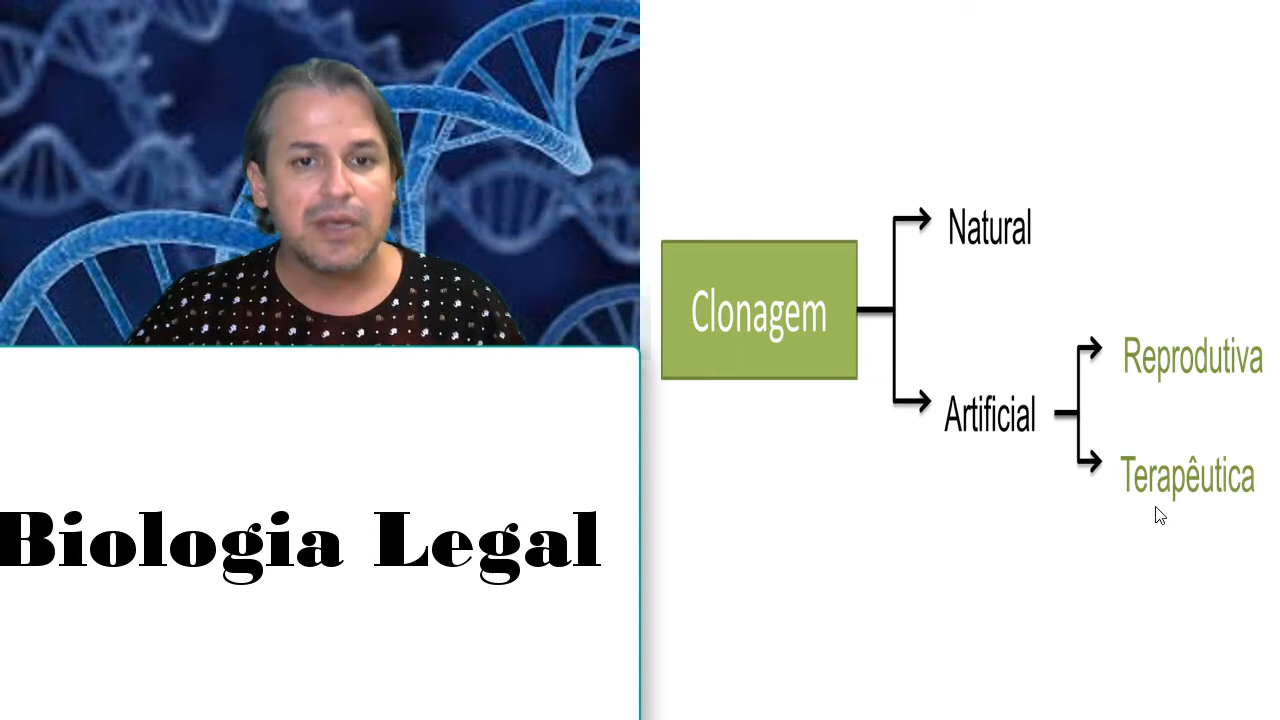 Biologia Legal
Clonagem
Natural
Artificial
Reprodutiva
Terapêutica